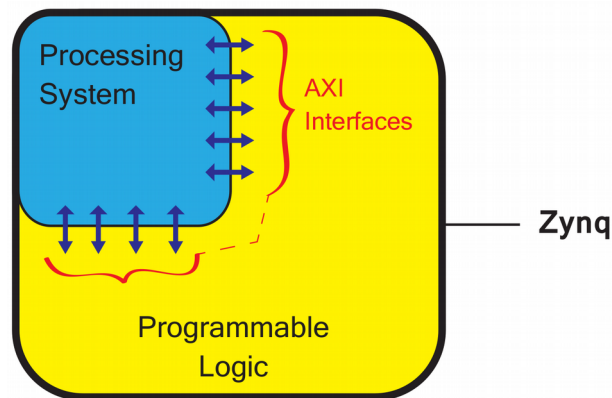 Processing
System
AXI
Interfaces
Zynq
Programmable
Logic